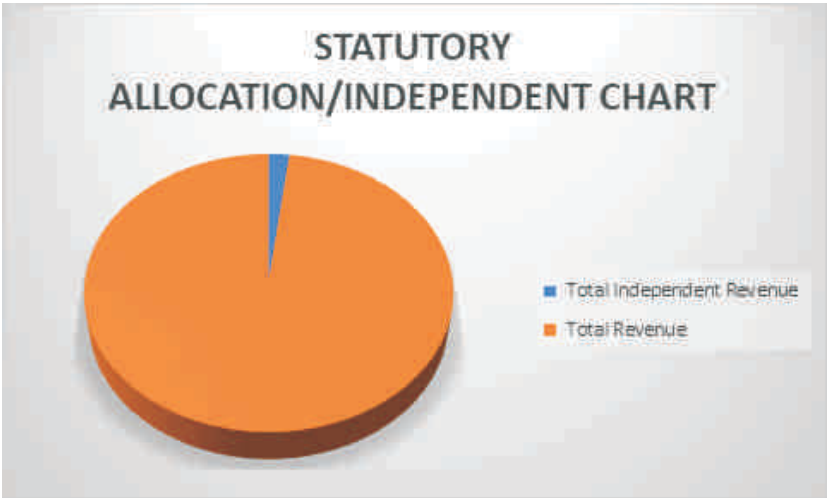 STATUTORY
ALLOCATION/INDEPENDENT CHART
Total Independent Revenue
Total Revenue